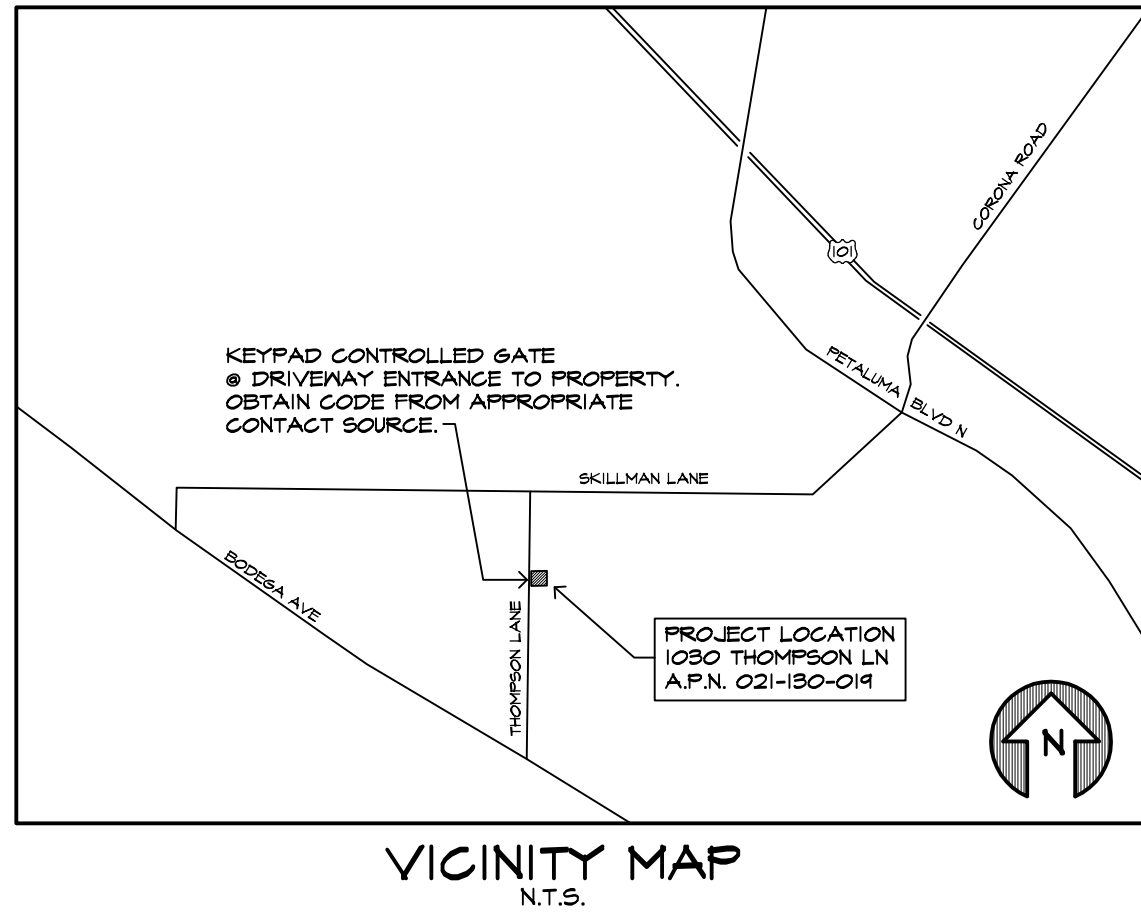 CORONA ROAD
101
KEYPAD CONTROLLED GATE
@ DRIVEWAY ENTRANCE TO PROPERTY.
OBTAIN CODE FROM APPROPRIATE
CONTACT SOURCE.
PETALUMA BLVD N
SKILLMAN LANE
BODEGA AVE
THOMPSON LANE
PROJECT LOCATION
1030 THOMPSON LN
A.P.N. 021-130-019
N
VICINITY MAP
N.T.S.